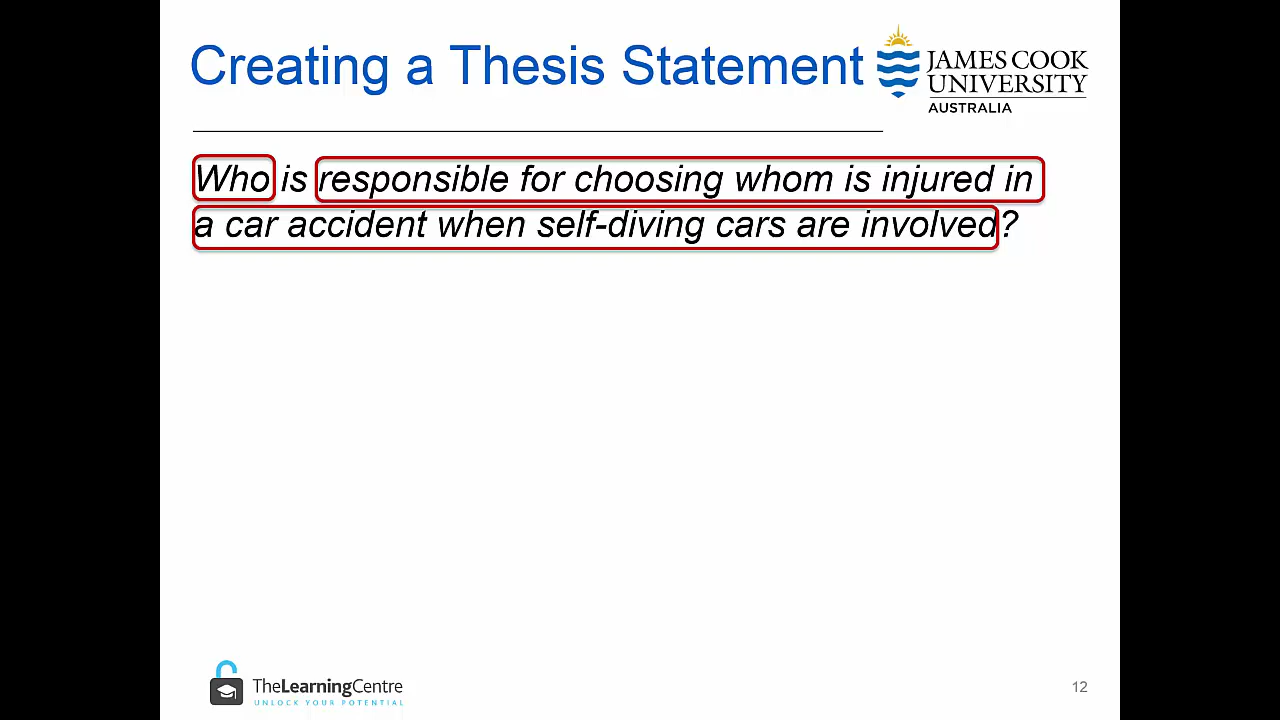 Creating a Thesis Statement
JAMES COOK
UNIVERSITY
AUSTRALIA
Who is responsible for choosing whom is injured in
a car accident when self-diving cars are involved?
TheLearningCentre
UNLOCK YOUR POTENTIAL
12